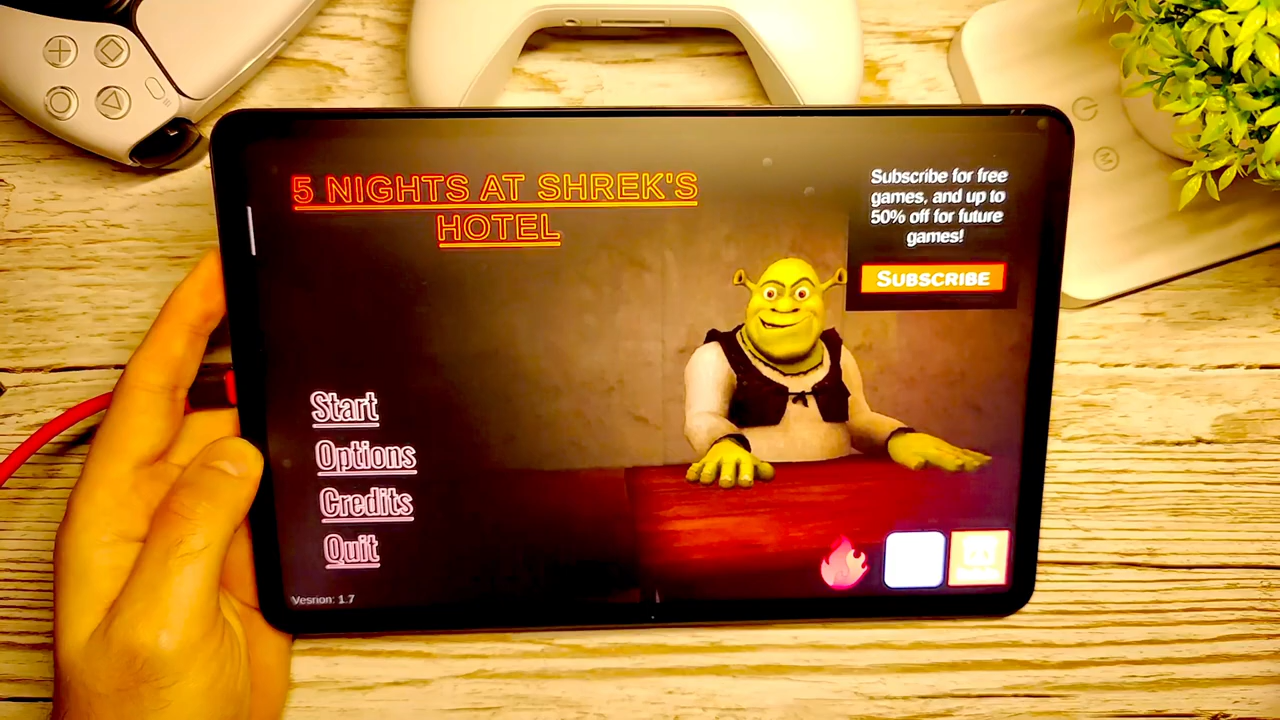 5 NIGHTS AT SHREK'S
HOTEL
Subscribe for free
games, and up to
50% off for future
games!
SUBSCRIBE
Start
Options
Credits
Quit
Vesrion: 1.7
M